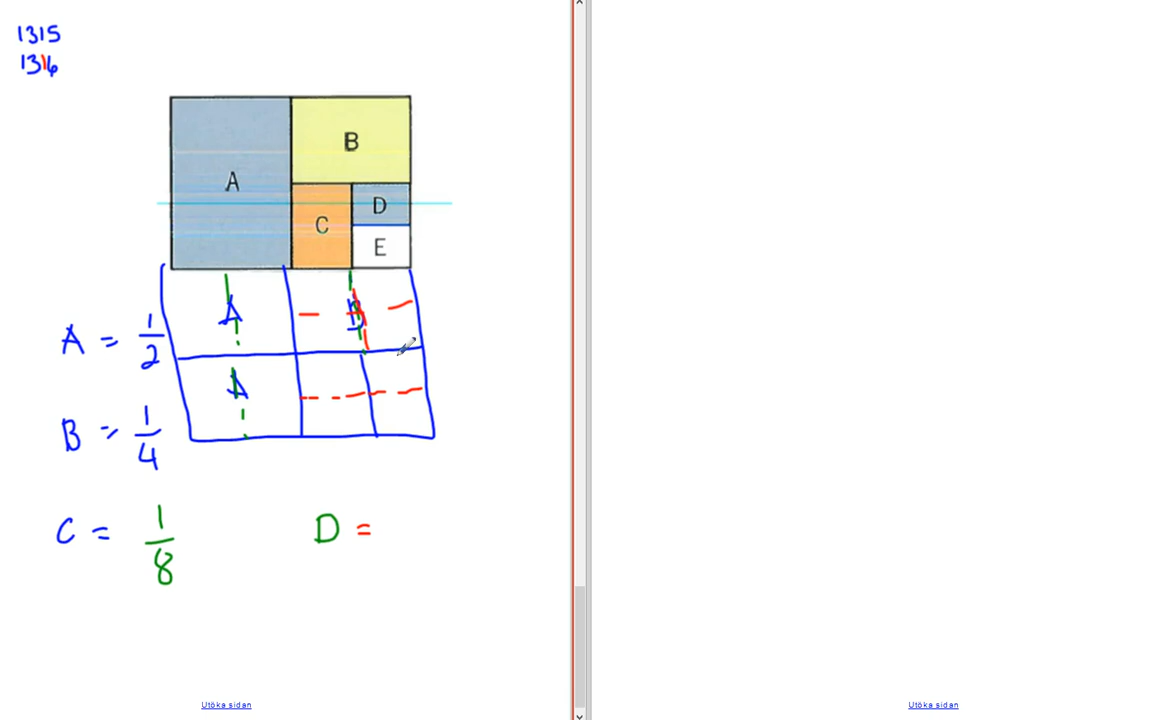 1315
1316
A
B
C
D
E
A
B
A
A = 1/2
B = 1/4
C = 1/8
D =
Utöka sidan
Utöka sidan